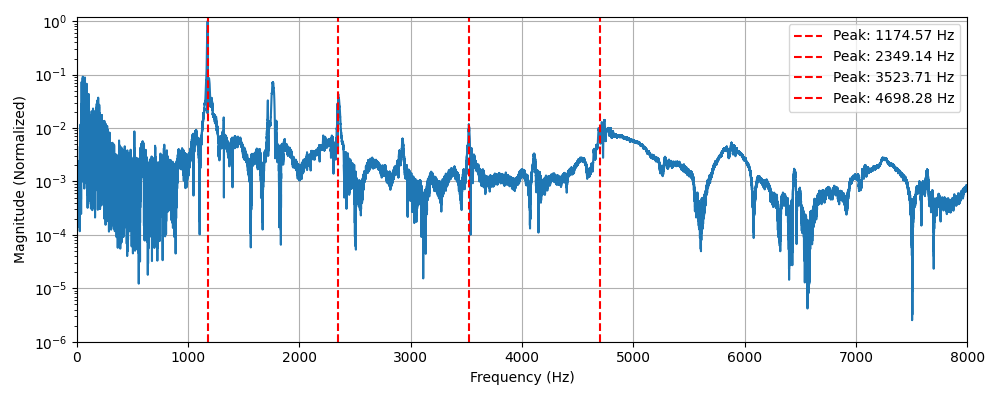 10⁰
10⁻¹
10⁻²
10⁻³
10⁻⁴
10⁻⁵
10⁻⁶
Magnitude (Normalized)
Peak: 1174.57 Hz
Peak: 2349.14 Hz
Peak: 3523.71 Hz
Peak: 4698.28 Hz
0 1000 2000 3000 4000 5000 6000 7000 8000
Frequency (Hz)